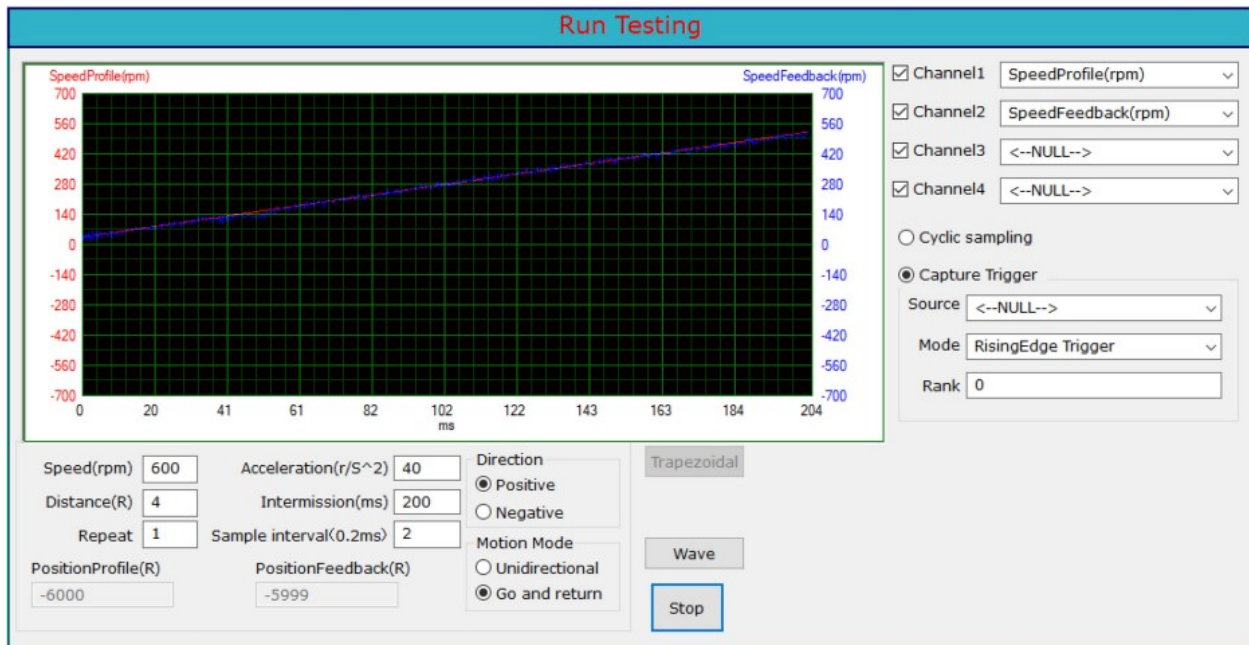 Run Testing
SpeedProfile(rpm) SpeedFeedback(rpm)
700 700
560 560
420 420
280 280
140 140
0 0
-140 -140
-280 -280
-420 -420
-560 -560
-700 -700
0 20 41 61 82 102 122 143 163 184 204
ms
Channel1 SpeedProfile(rpm)
Channel2 SpeedFeedback(rpm)
Channel3 <--NULL-->
Channel4 <--NULL-->
Cyclic sampling
Capture Trigger
Source <--NULL-->
Mode RisingEdge Trigger
Rank 0
Speed(rpm) 600 Acceleration(r/S^2) 40
Distance(R) 4 Intermission(ms) 200
Repeat 1 Sample interval(0.2ms) 2
PositionProfile(R) PositionFeedback(R)
-6000 -5999
Direction
Positive
Negative
Motion Mode
Unidirectional
Go and return
Trapezoidal
Wave
Stop